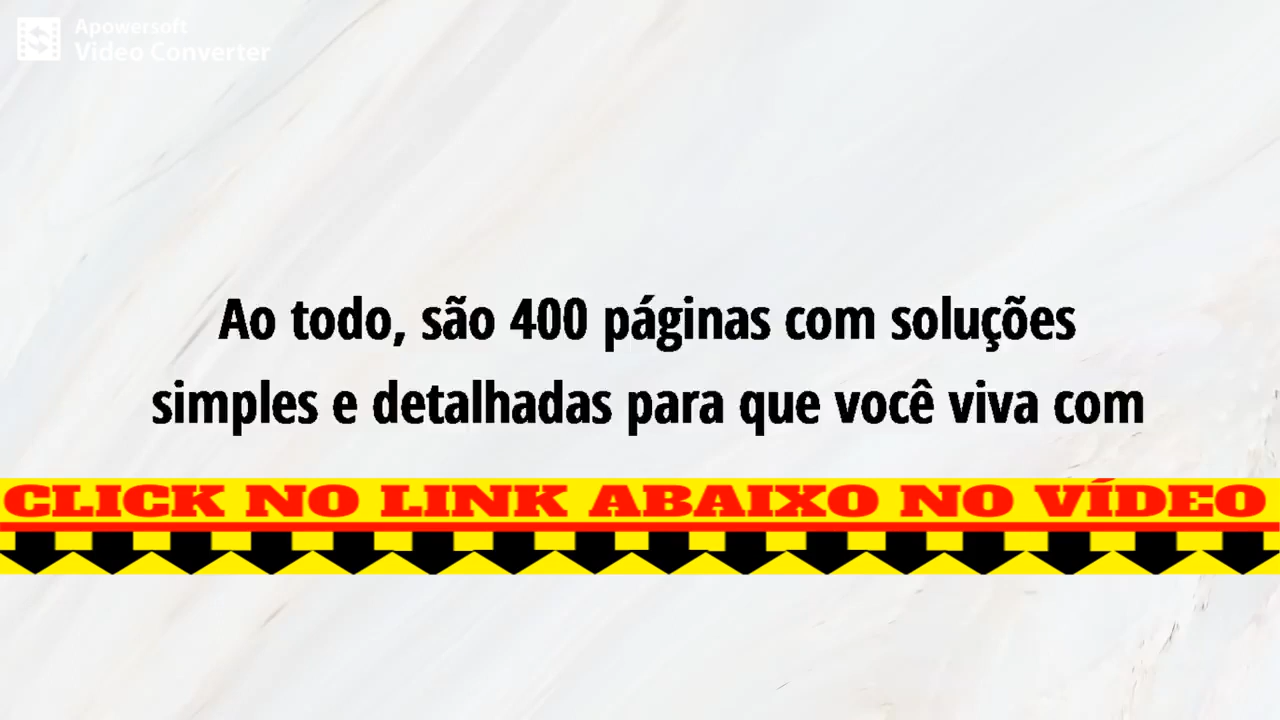 Apowersoft
Video Converter
Ao todo, são 400 páginas com soluções
simples e detalhadas para que você viva com
CLICK NO LINK ABAIXO NO VÍDEO